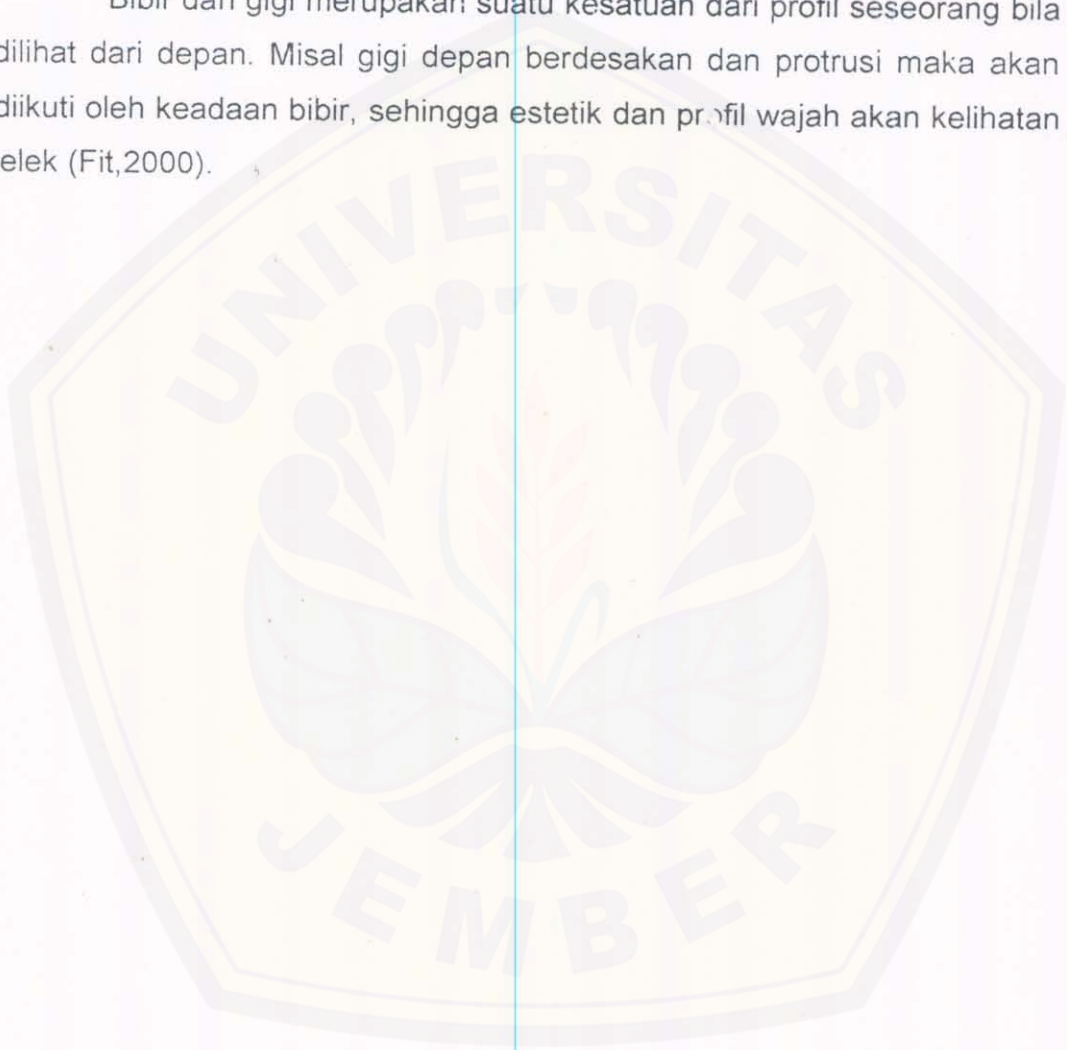 Bibir dan gigi merupakan suatu kesatuan dari profil seseorang bila
dilihat dari depan. Misal gigi depan berdesakan dan protrusi maka akan
diikuti oleh keadaan bibir, sehingga estetik dan profil wajah akan kelihatan
jelek (Fit,2000).
UNIVERSITAS
JEMBER